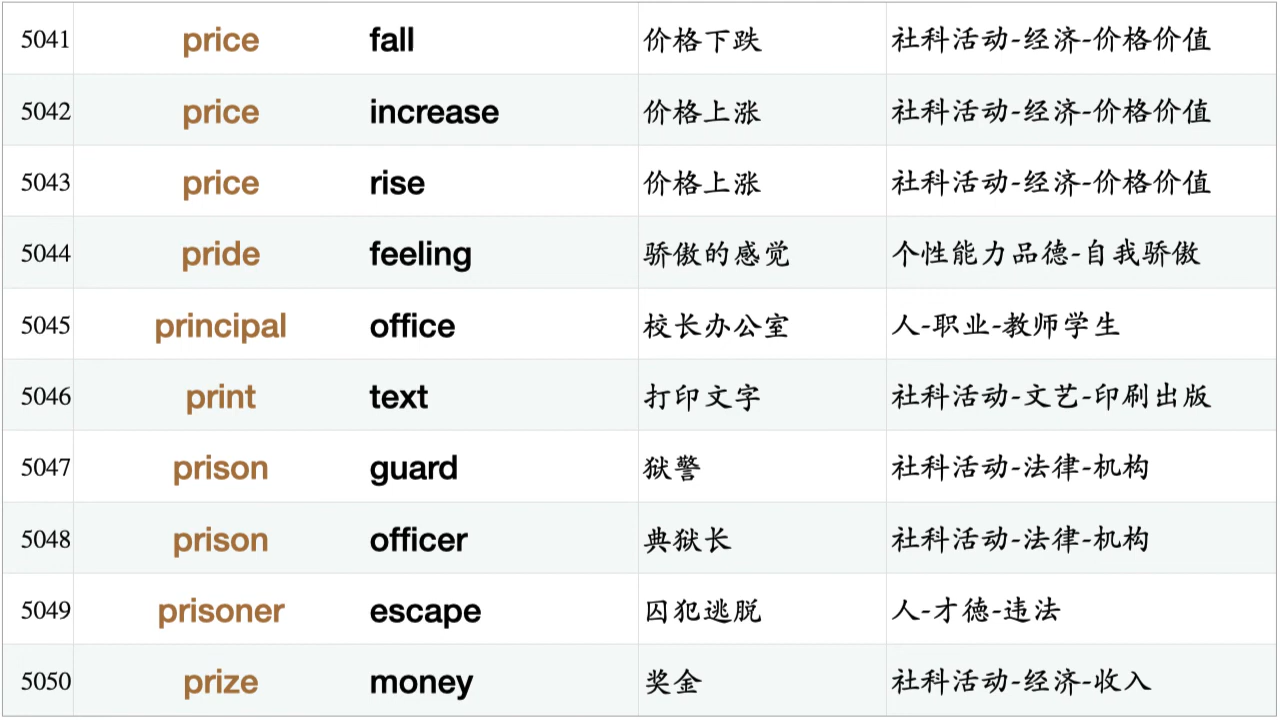 5041 price fall 价格下跌 社科活动-经济-价格价值
5042 price increase 价格上涨 社科活动-经济-价格价值
5043 price rise 价格上涨 社科活动-经济-价格价值
5044 pride feeling 骄傲的感觉 个性能力品德-自我骄傲
5045 principal office 校长办公室 人-职业-教师学生
5046 print text 打印文字 社科活动-文艺-印刷出版
5047 prison guard 狱警 社科活动-法律-机构
5048 prison officer 典狱长 社科活动-法律-机构
5049 prisoner escape 囚犯逃脱 人-才德-违法
5050 prize money 奖金 社科活动-经济-收入